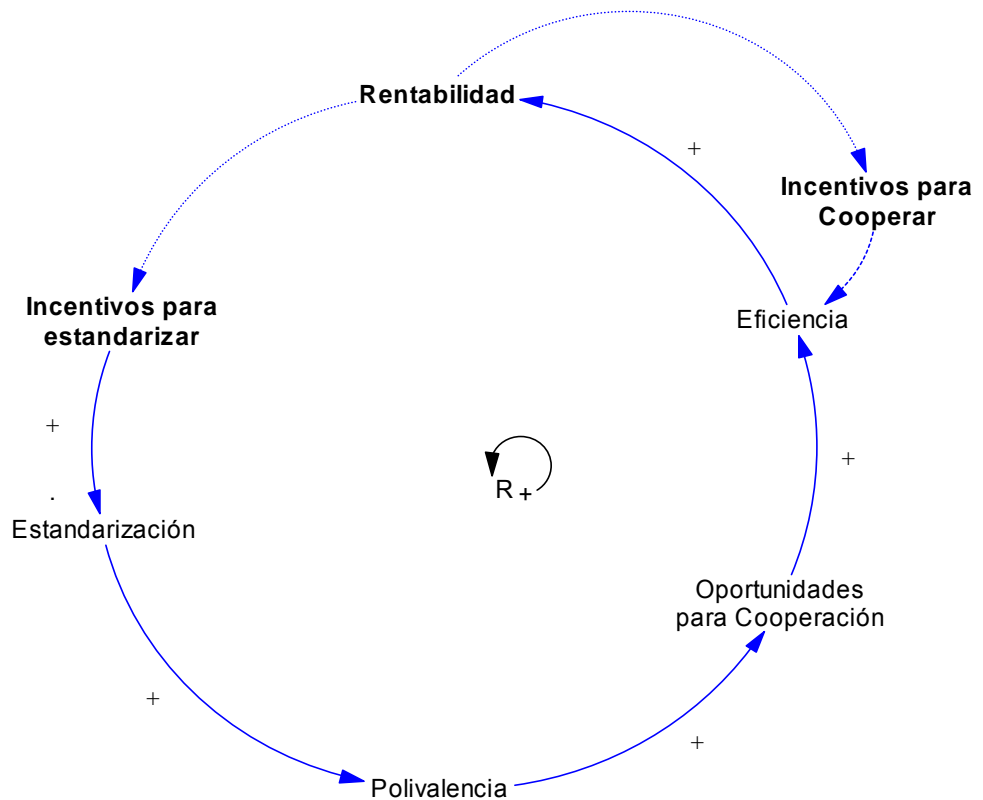 Rentabilidad
+
Incentivos para
Cooperar
Incentivos para
estandarizar
Eficiencia
+
+
R +
.
Estandarización
Oportunidades
para Cooperación
+
+
Polivalencia